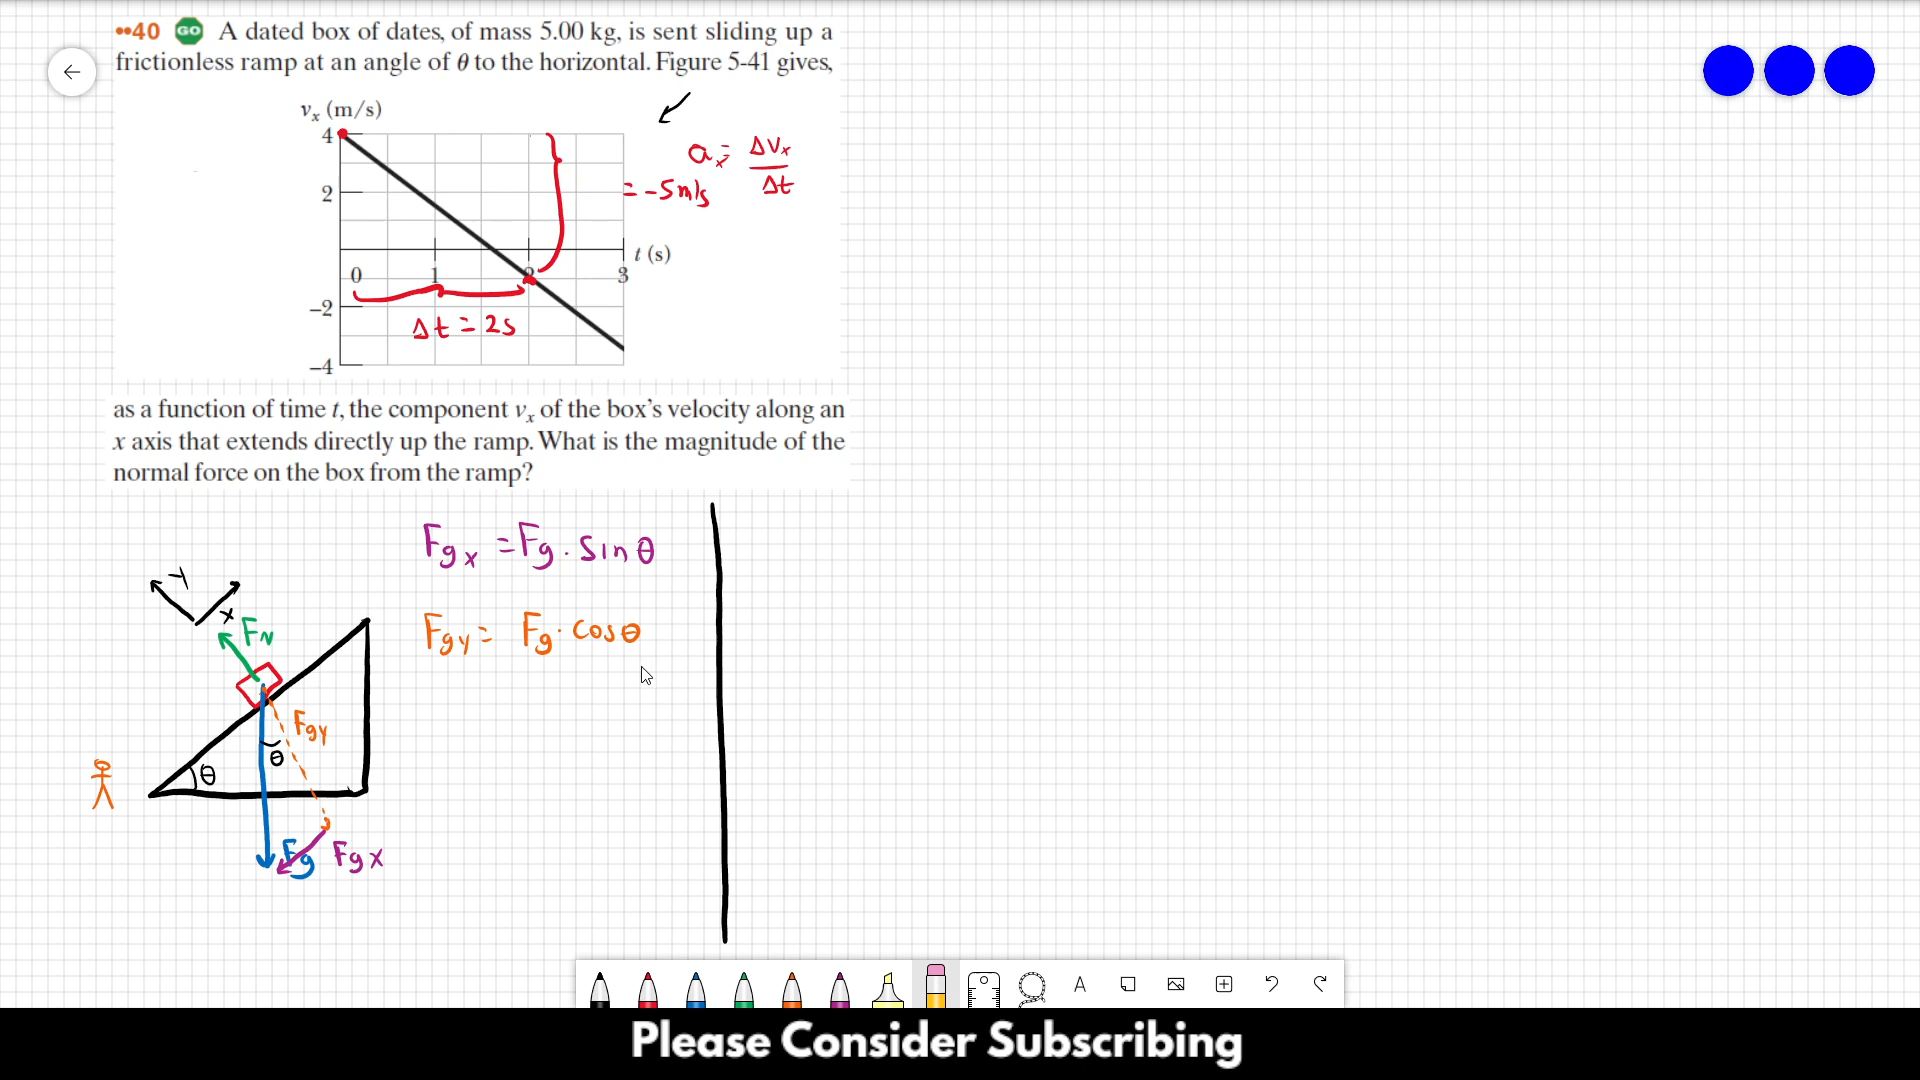 ••40 GO A dated box of dates, of mass 5.00 kg, is sent sliding up a
frictionless ramp at an angle of θ to the horizontal. Figure 5-41 gives,
vx (m/s)
4
2
0 1 2 3
t (s)
–2
–4
ax = Δvx / Δt
= -5 m/s
Δt = 2s
as a function of time t, the component vx of the box's velocity along an
x axis that extends directly up the ramp. What is the magnitude of the
normal force on the box from the ramp?
Fgx = Fg · sinθ
Fgy = Fg · cosθ
y
x
FN
Fgy
θ
θ
Fg
Fgx
A
Please Consider Subscribing